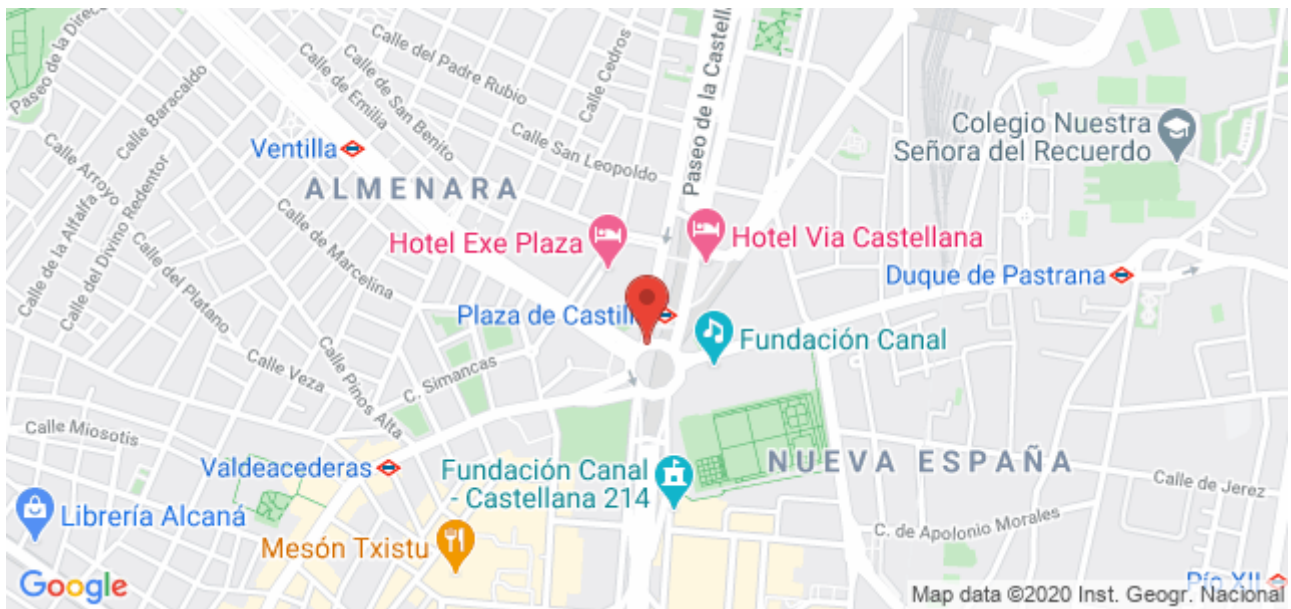 Paseo de la Direc
Calle del Padre Rubio
Calle Cedros
Paseo de la Castella
Calle Baracaldo
Calle de Emilia
Calle de San Benito
Calle San Leopoldo
Colegio Nuestra
Señora del Recuerdo
Ventilla
ALMENARA
Calle Arroyo
Calle de la Alfalfa
Calle del Divino Redentor
Calle del Platano
Calle de Marcelina
Hotel Exe Plaza
Hotel Via Castellana
Duque de Pastrana
Plaza de Castill
Fundación Canal
Calle Veza
Calle Pinos Alta
C. Simancas
Calle Miosotis
Valdeacederas
Fundación Canal
- Castellana 214
NUEVA ESPAÑA
Calle de Jerez
Librería Alcaná
Mesón Txistu
C. de Apolonio Morales
Pío XII
Google
Map data ©2020 Inst. Geogr. Nacional